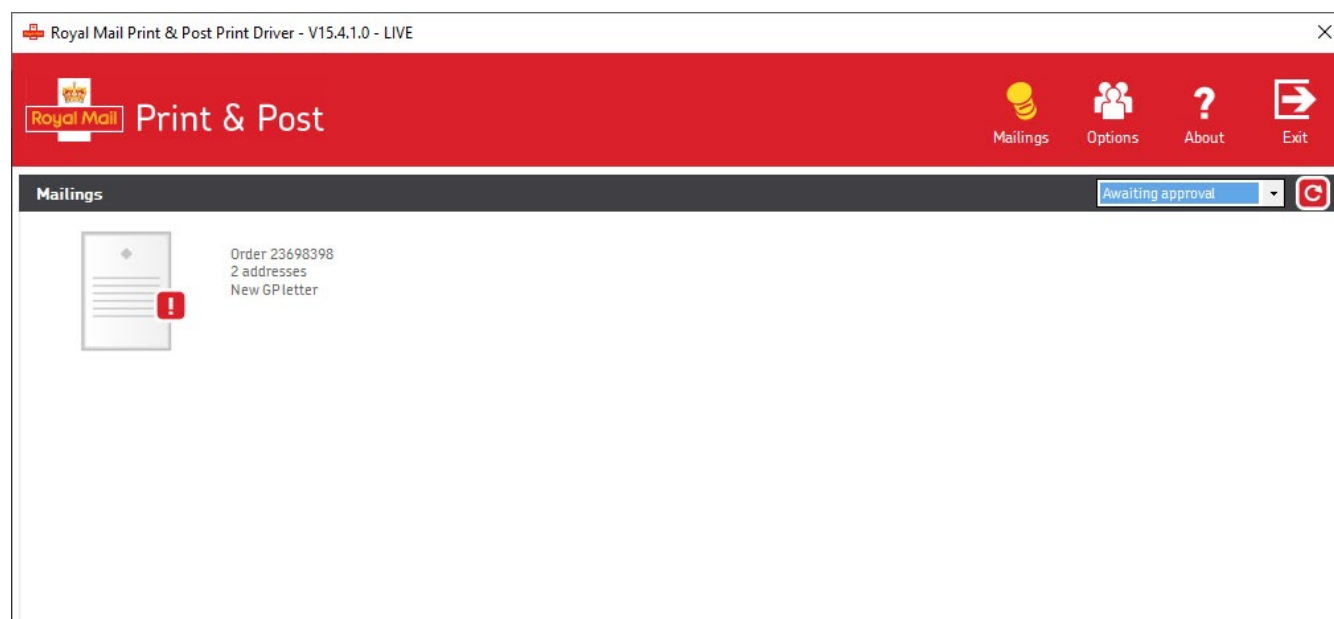 Royal Mail Print & Post Print Driver - V15.4.1.0 - LIVE
Royal Mail Print & Post
Mailings Options ? About Exit
Mailings Awaiting approval
Order 23698398
2 addresses
New GP letter
!